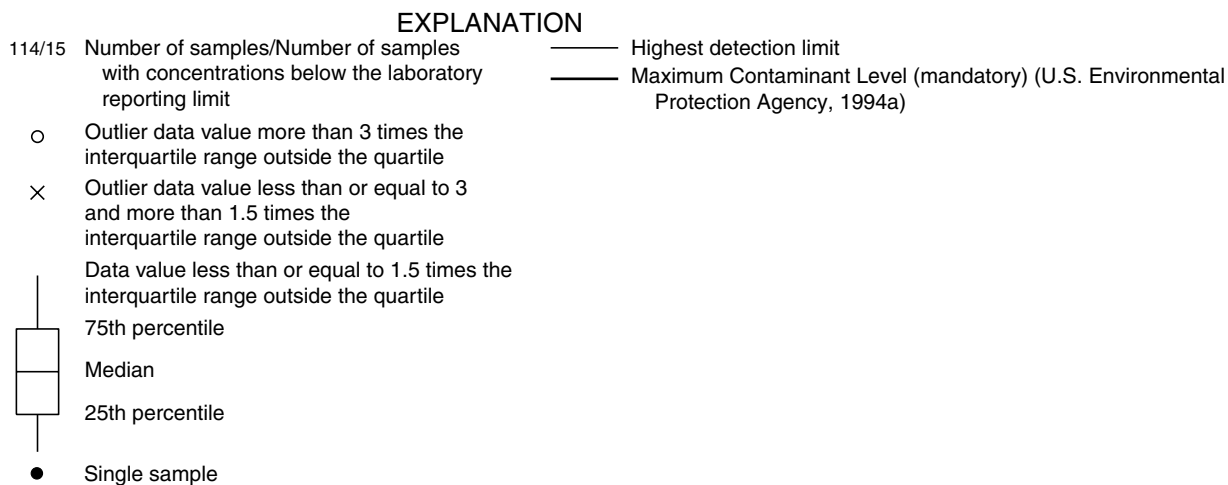 EXPLANATION
114/15 Number of samples/Number of samples
with concentrations below the laboratory
reporting limit
Outlier data value more than 3 times the
interquartile range outside the quartile
Outlier data value less than or equal to 3
and more than 1.5 times the
interquartile range outside the quartile
Data value less than or equal to 1.5 times the
interquartile range outside the quartile
75th percentile
Median
25th percentile
Single sample
Highest detection limit
Maximum Contaminant Level (mandatory) (U.S. Environmental
Protection Agency, 1994a)